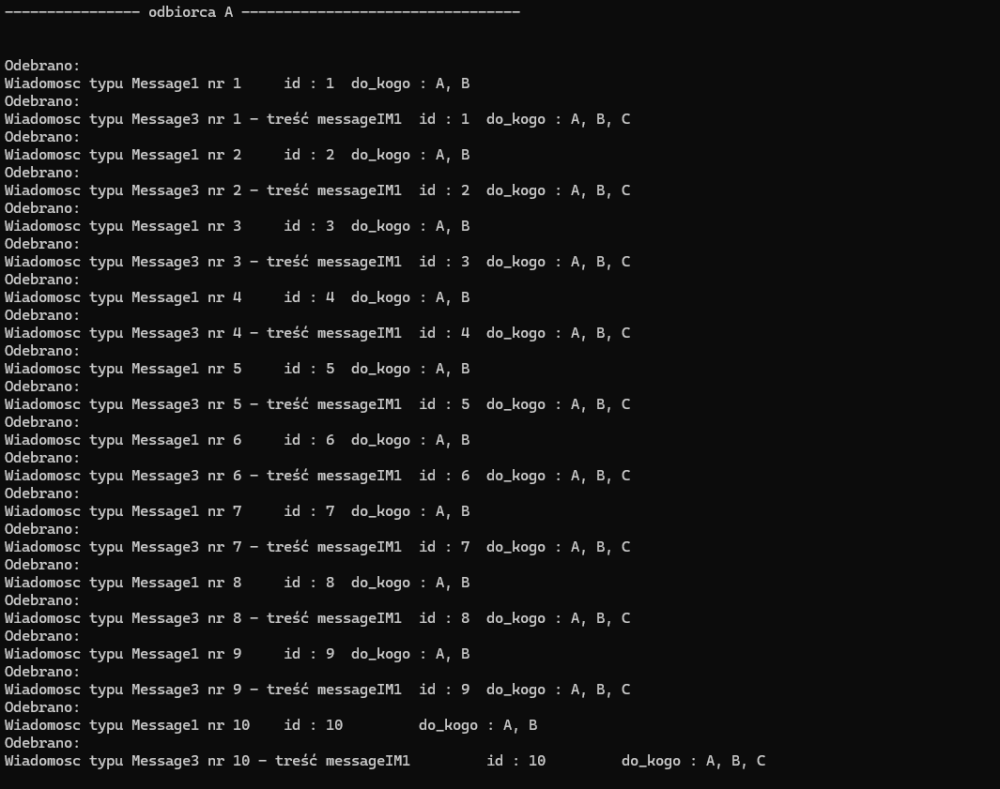 ---------------- odbiorca A ---------------------------------
Odebrano:
Wiadomosc typu Message1 nr 1     id : 1  do_kogo : A, B
Odebrano:
Wiadomosc typu Message3 nr 1 - treść messageIM1  id : 1  do_kogo : A, B, C
Odebrano:
Wiadomosc typu Message1 nr 2     id : 2  do_kogo : A, B
Odebrano:
Wiadomosc typu Message3 nr 2 - treść messageIM1  id : 2  do_kogo : A, B, C
Odebrano:
Wiadomosc typu Message1 nr 3     id : 3  do_kogo : A, B
Odebrano:
Wiadomosc typu Message3 nr 3 - treść messageIM1  id : 3  do_kogo : A, B, C
Odebrano:
Wiadomosc typu Message1 nr 4     id : 4  do_kogo : A, B
Odebrano:
Wiadomosc typu Message3 nr 4 - treść messageIM1  id : 4  do_kogo : A, B, C
Odebrano:
Wiadomosc typu Message1 nr 5     id : 5  do_kogo : A, B
Odebrano:
Wiadomosc typu Message3 nr 5 - treść messageIM1  id : 5  do_kogo : A, B, C
Odebrano:
Wiadomosc typu Message1 nr 6     id : 6  do_kogo : A, B
Odebrano:
Wiadomosc typu Message3 nr 6 - treść messageIM1  id : 6  do_kogo : A, B, C
Odebrano:
Wiadomosc typu Message1 nr 7     id : 7  do_kogo : A, B
Odebrano:
Wiadomosc typu Message3 nr 7 - treść messageIM1  id : 7  do_kogo : A, B, C
Odebrano:
Wiadomosc typu Message1 nr 8     id : 8  do_kogo : A, B
Odebrano:
Wiadomosc typu Message3 nr 8 - treść messageIM1  id : 8  do_kogo : A, B, C
Odebrano:
Wiadomosc typu Message1 nr 9     id : 9  do_kogo : A, B
Odebrano:
Wiadomosc typu Message3 nr 9 - treść messageIM1  id : 9  do_kogo : A, B, C
Odebrano:
Wiadomosc typu Message1 nr 10    id : 10         do_kogo : A, B
Odebrano:
Wiadomosc typu Message3 nr 10 - treść messageIM1         id : 10         do_kogo : A, B, C